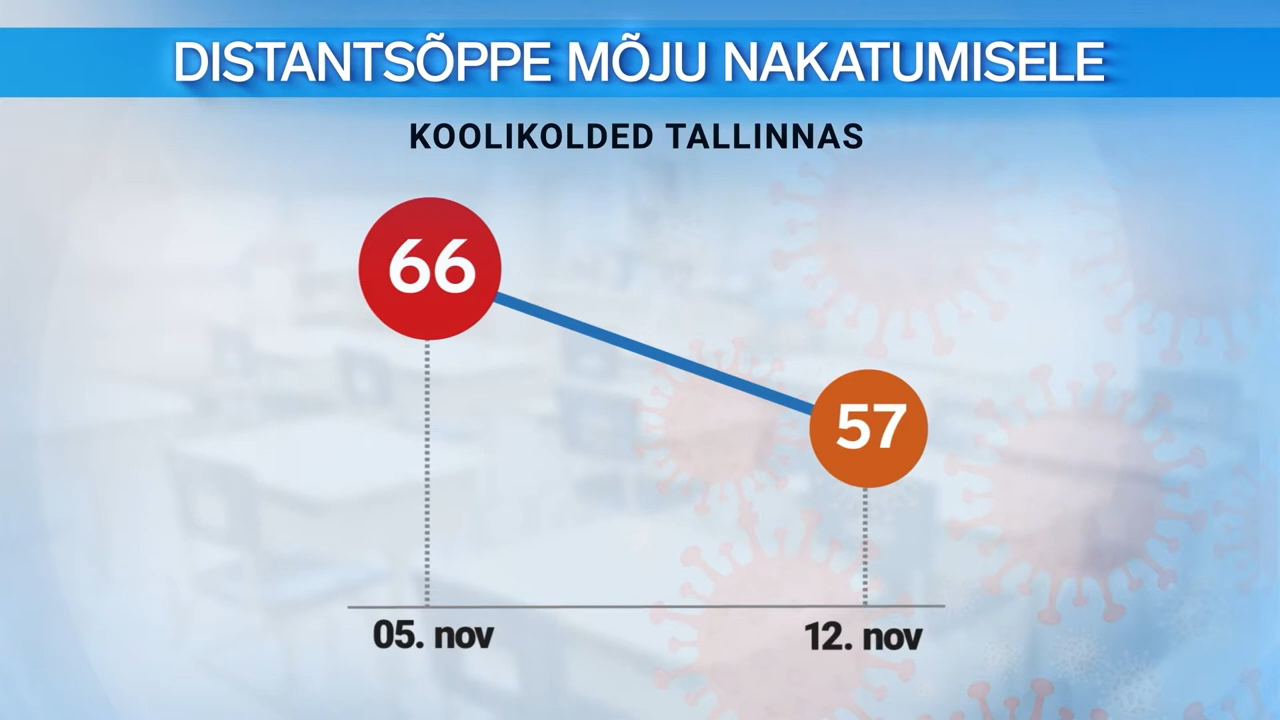 DISTANTSÕPPE MÕJU NAKATUMISELE
KOOLIKOLDED TALLINNAS
66
57
05. nov
12. nov